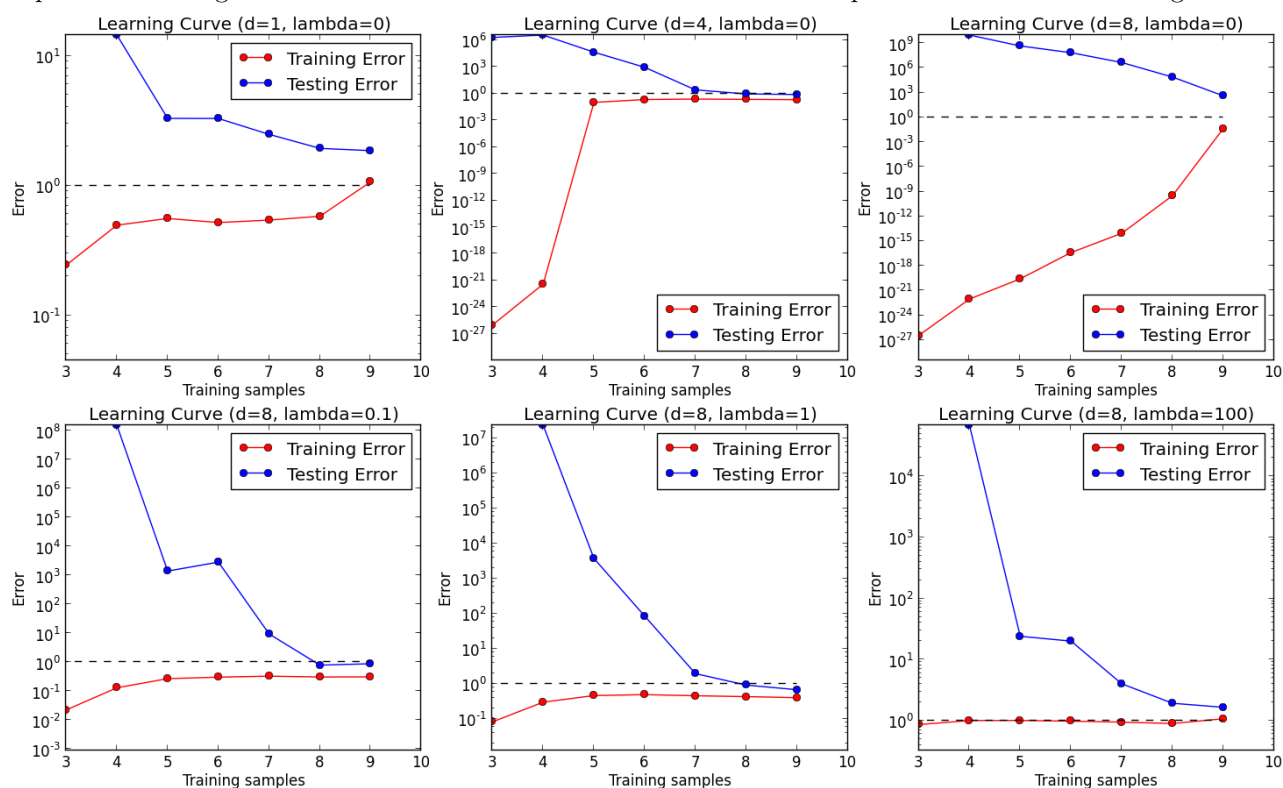 Learning Curve (d=1, lambda=0)
10^1
10^0
10^-1
Error
Training Error
Testing Error
3 4 5 6 7 8 9 10
Training samples
Learning Curve (d=4, lambda=0)
10^6
10^3
10^0
10^-3
10^-6
10^-9
10^-12
10^-15
10^-18
10^-21
10^-24
10^-27
Error
Training Error
Testing Error
3 4 5 6 7 8 9 10
Training samples
Learning Curve (d=8, lambda=0)
10^9
10^6
10^3
10^0
10^-3
10^-6
10^-9
10^-12
10^-15
10^-18
10^-21
10^-24
10^-27
Error
Training Error
Testing Error
3 4 5 6 7 8 9 10
Training samples
Learning Curve (d=8, lambda=0.1)
10^8
10^7
10^6
10^5
10^4
10^3
10^2
10^1
10^0
10^-1
10^-2
10^-3
Error
Training Error
Testing Error
3 4 5 6 7 8 9 10
Training samples
Learning Curve (d=8, lambda=1)
10^7
10^6
10^5
10^4
10^3
10^2
10^1
10^0
10^-1
Error
Training Error
Testing Error
3 4 5 6 7 8 9 10
Training samples
Learning Curve (d=8, lambda=100)
10^4
10^3
10^2
10^1
10^0
Error
Training Error
Testing Error
3 4 5 6 7 8 9 10
Training samples